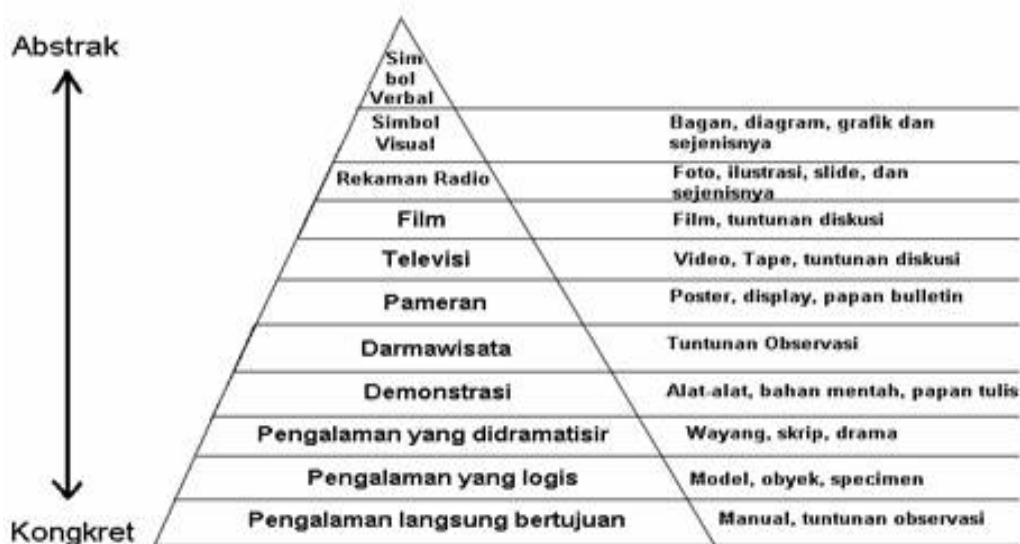 Abstrak
Sim
bol
Verbal
Simbol
Visual
Bagan, diagram, grafik dan
sejenisnya
Rekaman Radio
Foto, ilustrasi, slide, dan
sejenisnya
Film
Film, tuntunan diskusi
Televisi
Video, Tape, tuntunan diskusi
Pameran
Poster, display, papan bulletin
Darmawisata
Tuntunan Observasi
Demonstrasi
Alat-alat, bahan mentah, papan tulis
Pengalaman yang didramatisir
Wayang, skrip, drama
Pengalaman yang logis
Model, obyek, specimen
Kongkret
Pengalaman langsung bertujuan
Manual, tuntunan observasi